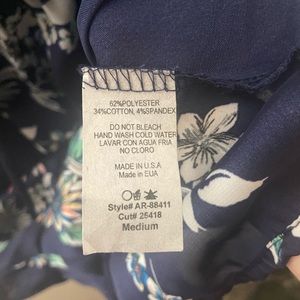 62%POLYESTER
34%COTTON, 4%SPANDEX
DO NOT BLEACH
HAND WASH COLD WATER
LAVAR CON AGUA FRIA
NO CLORO
MADE IN U.S.A
Made in EUA
Style# AR-88411
Cut# 25418
Medium